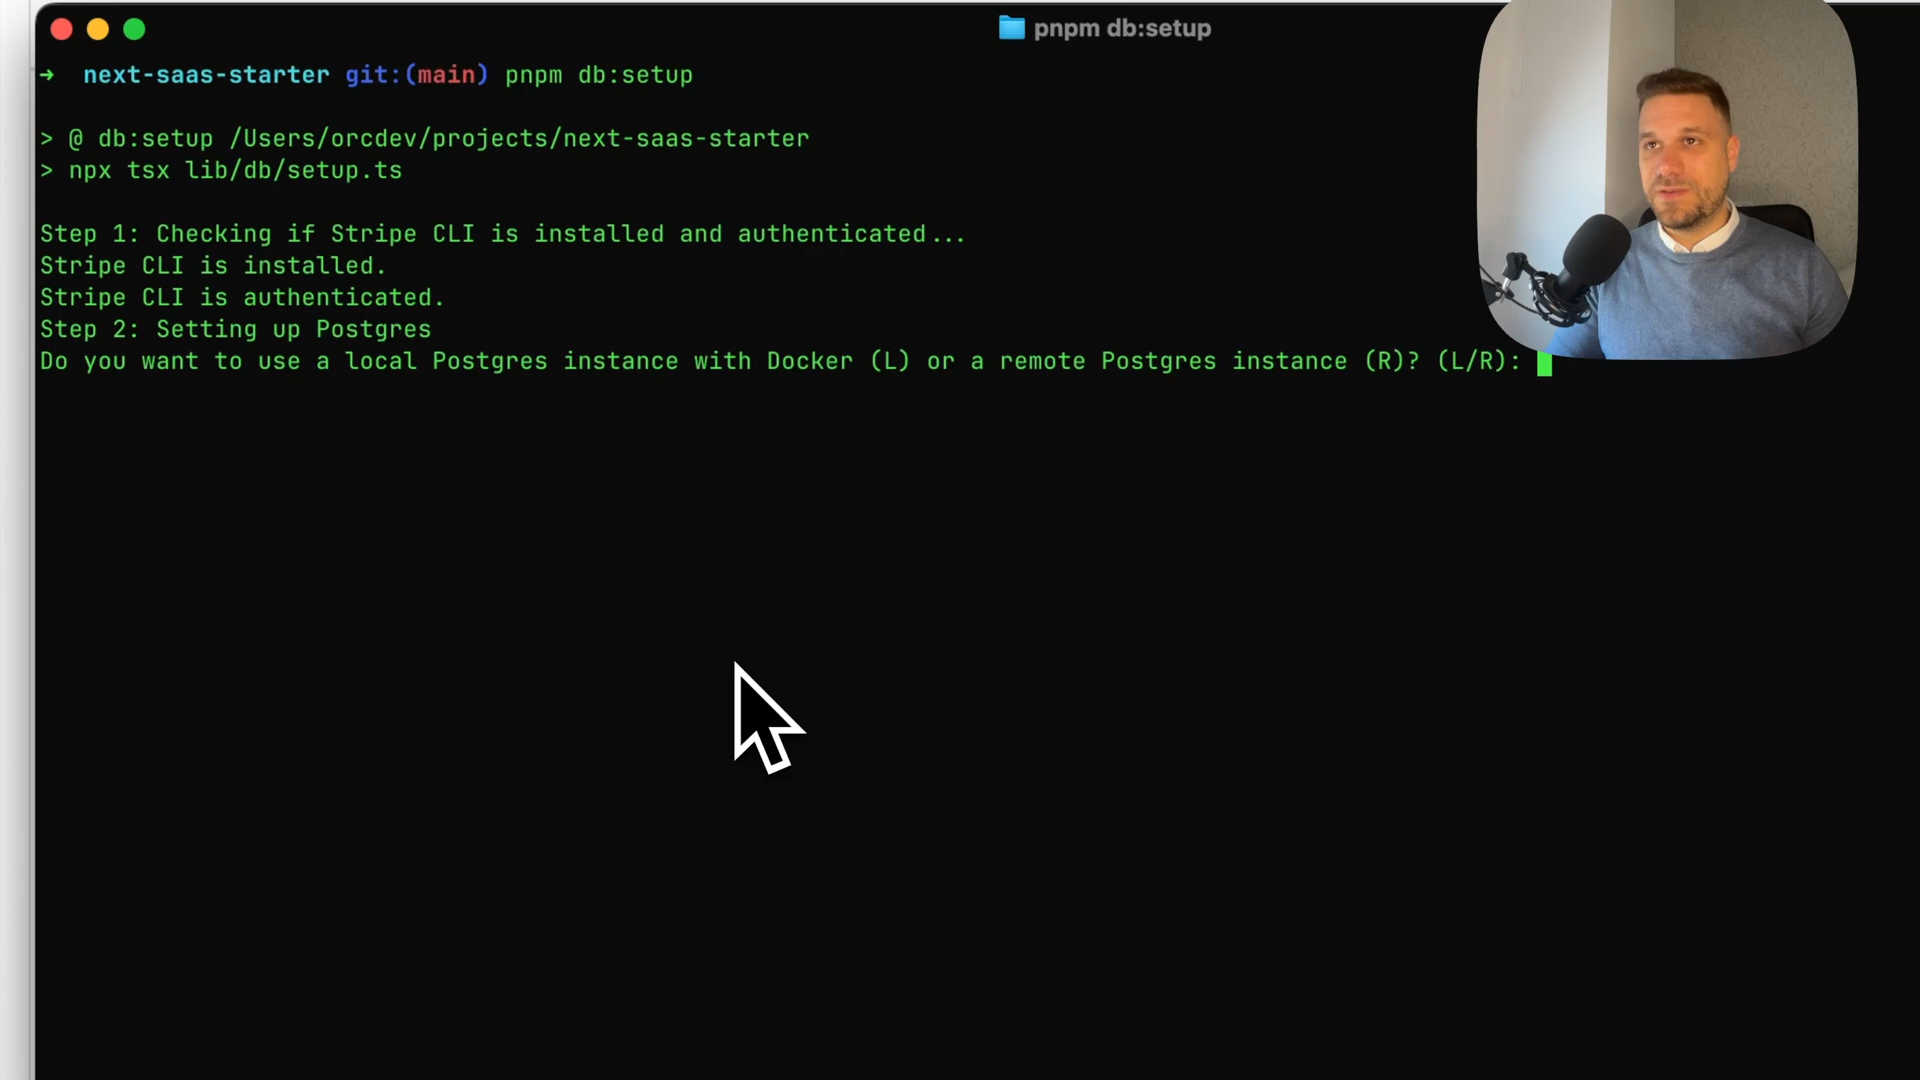 pnpm db:setup
→ next-saas-starter git:(main) pnpm db:setup
> @ db:setup /Users/orcdev/projects/next-saas-starter
> npx tsx lib/db/setup.ts
Step 1: Checking if Stripe CLI is installed and authenticated...
Stripe CLI is installed.
Stripe CLI is authenticated.
Step 2: Setting up Postgres
Do you want to use a local Postgres instance with Docker (L) or a remote Postgres instance (R)? (L/R):